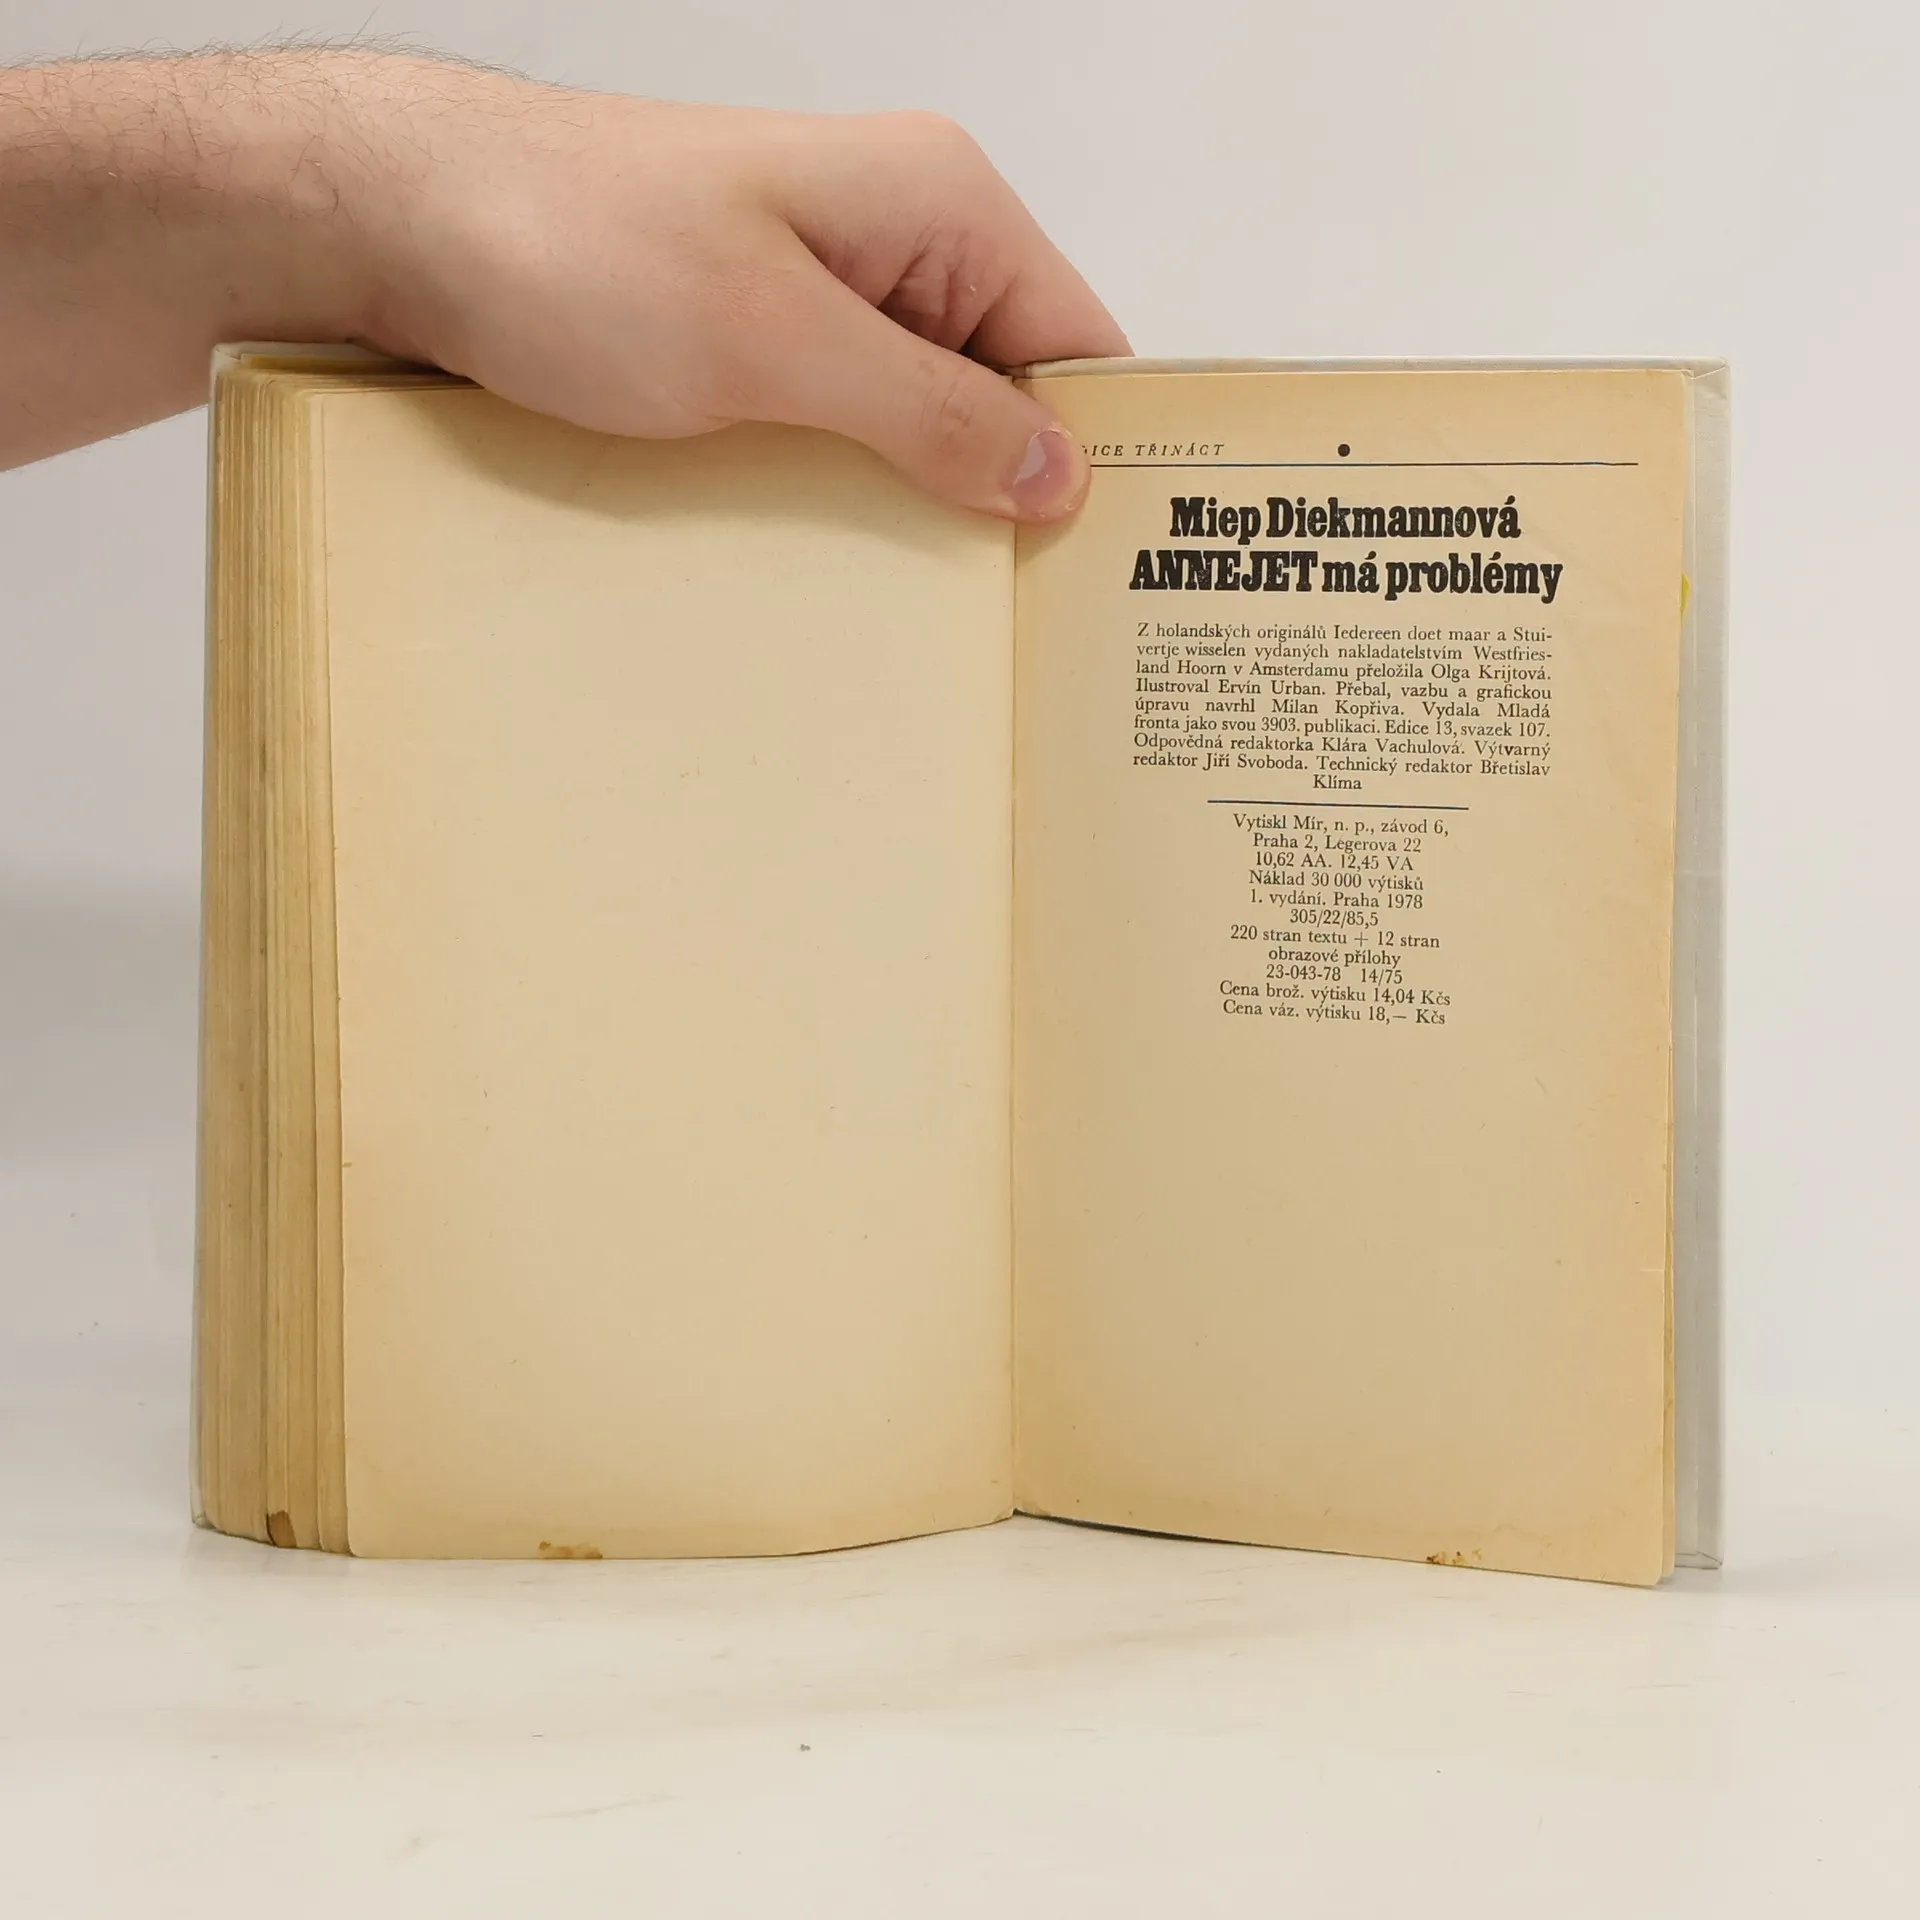 ICE TŘINÁCT
Miep Diekmannová
ANNEJET má problémy
Z holandských originálů Iedereen doet maar a Stui-
vertje wisselen vydaných nakladatelstvím Westfries-
land Hoorn v Amsterdamu přeložila Olga Krijtová.
Ilustroval Ervín Urban. Přebal, vazbu a grafickou
úpravu navrhl Milan Kopřiva. Vydala Mladá
fronta jako svou 3903. publikaci. Edice 13, svazek 107.
Odpovědná redaktorka Klára Vachulová. Výtvarný
redaktor Jiří Svoboda. Technický redaktor Břetislav
Klíma
Vytiskl Mír, n. p., závod 6,
Praha 2, Legerova 22
10,62 AA. 12,45 VA
Náklad 30 000 výtisků
1. vydání. Praha 1978
305/22/85,5
220 stran textu + 12 stran
obrazové přílohy
23-043-78 14/75
Cena brož. výtisku 14,04 Kčs
Cena váz. výtisku 18,— Kčs